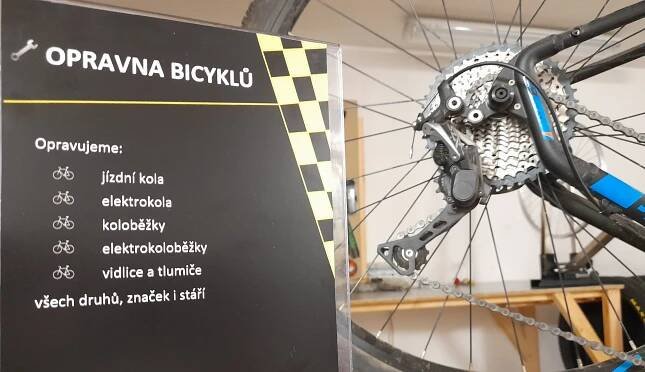 OPRAVNA BICYKLŮ
Opravujeme:
jízdní kola
elektrokola
koloběžky
elektrokoloběžky
vidlice a tlumiče
všech druhů, značek i stáří